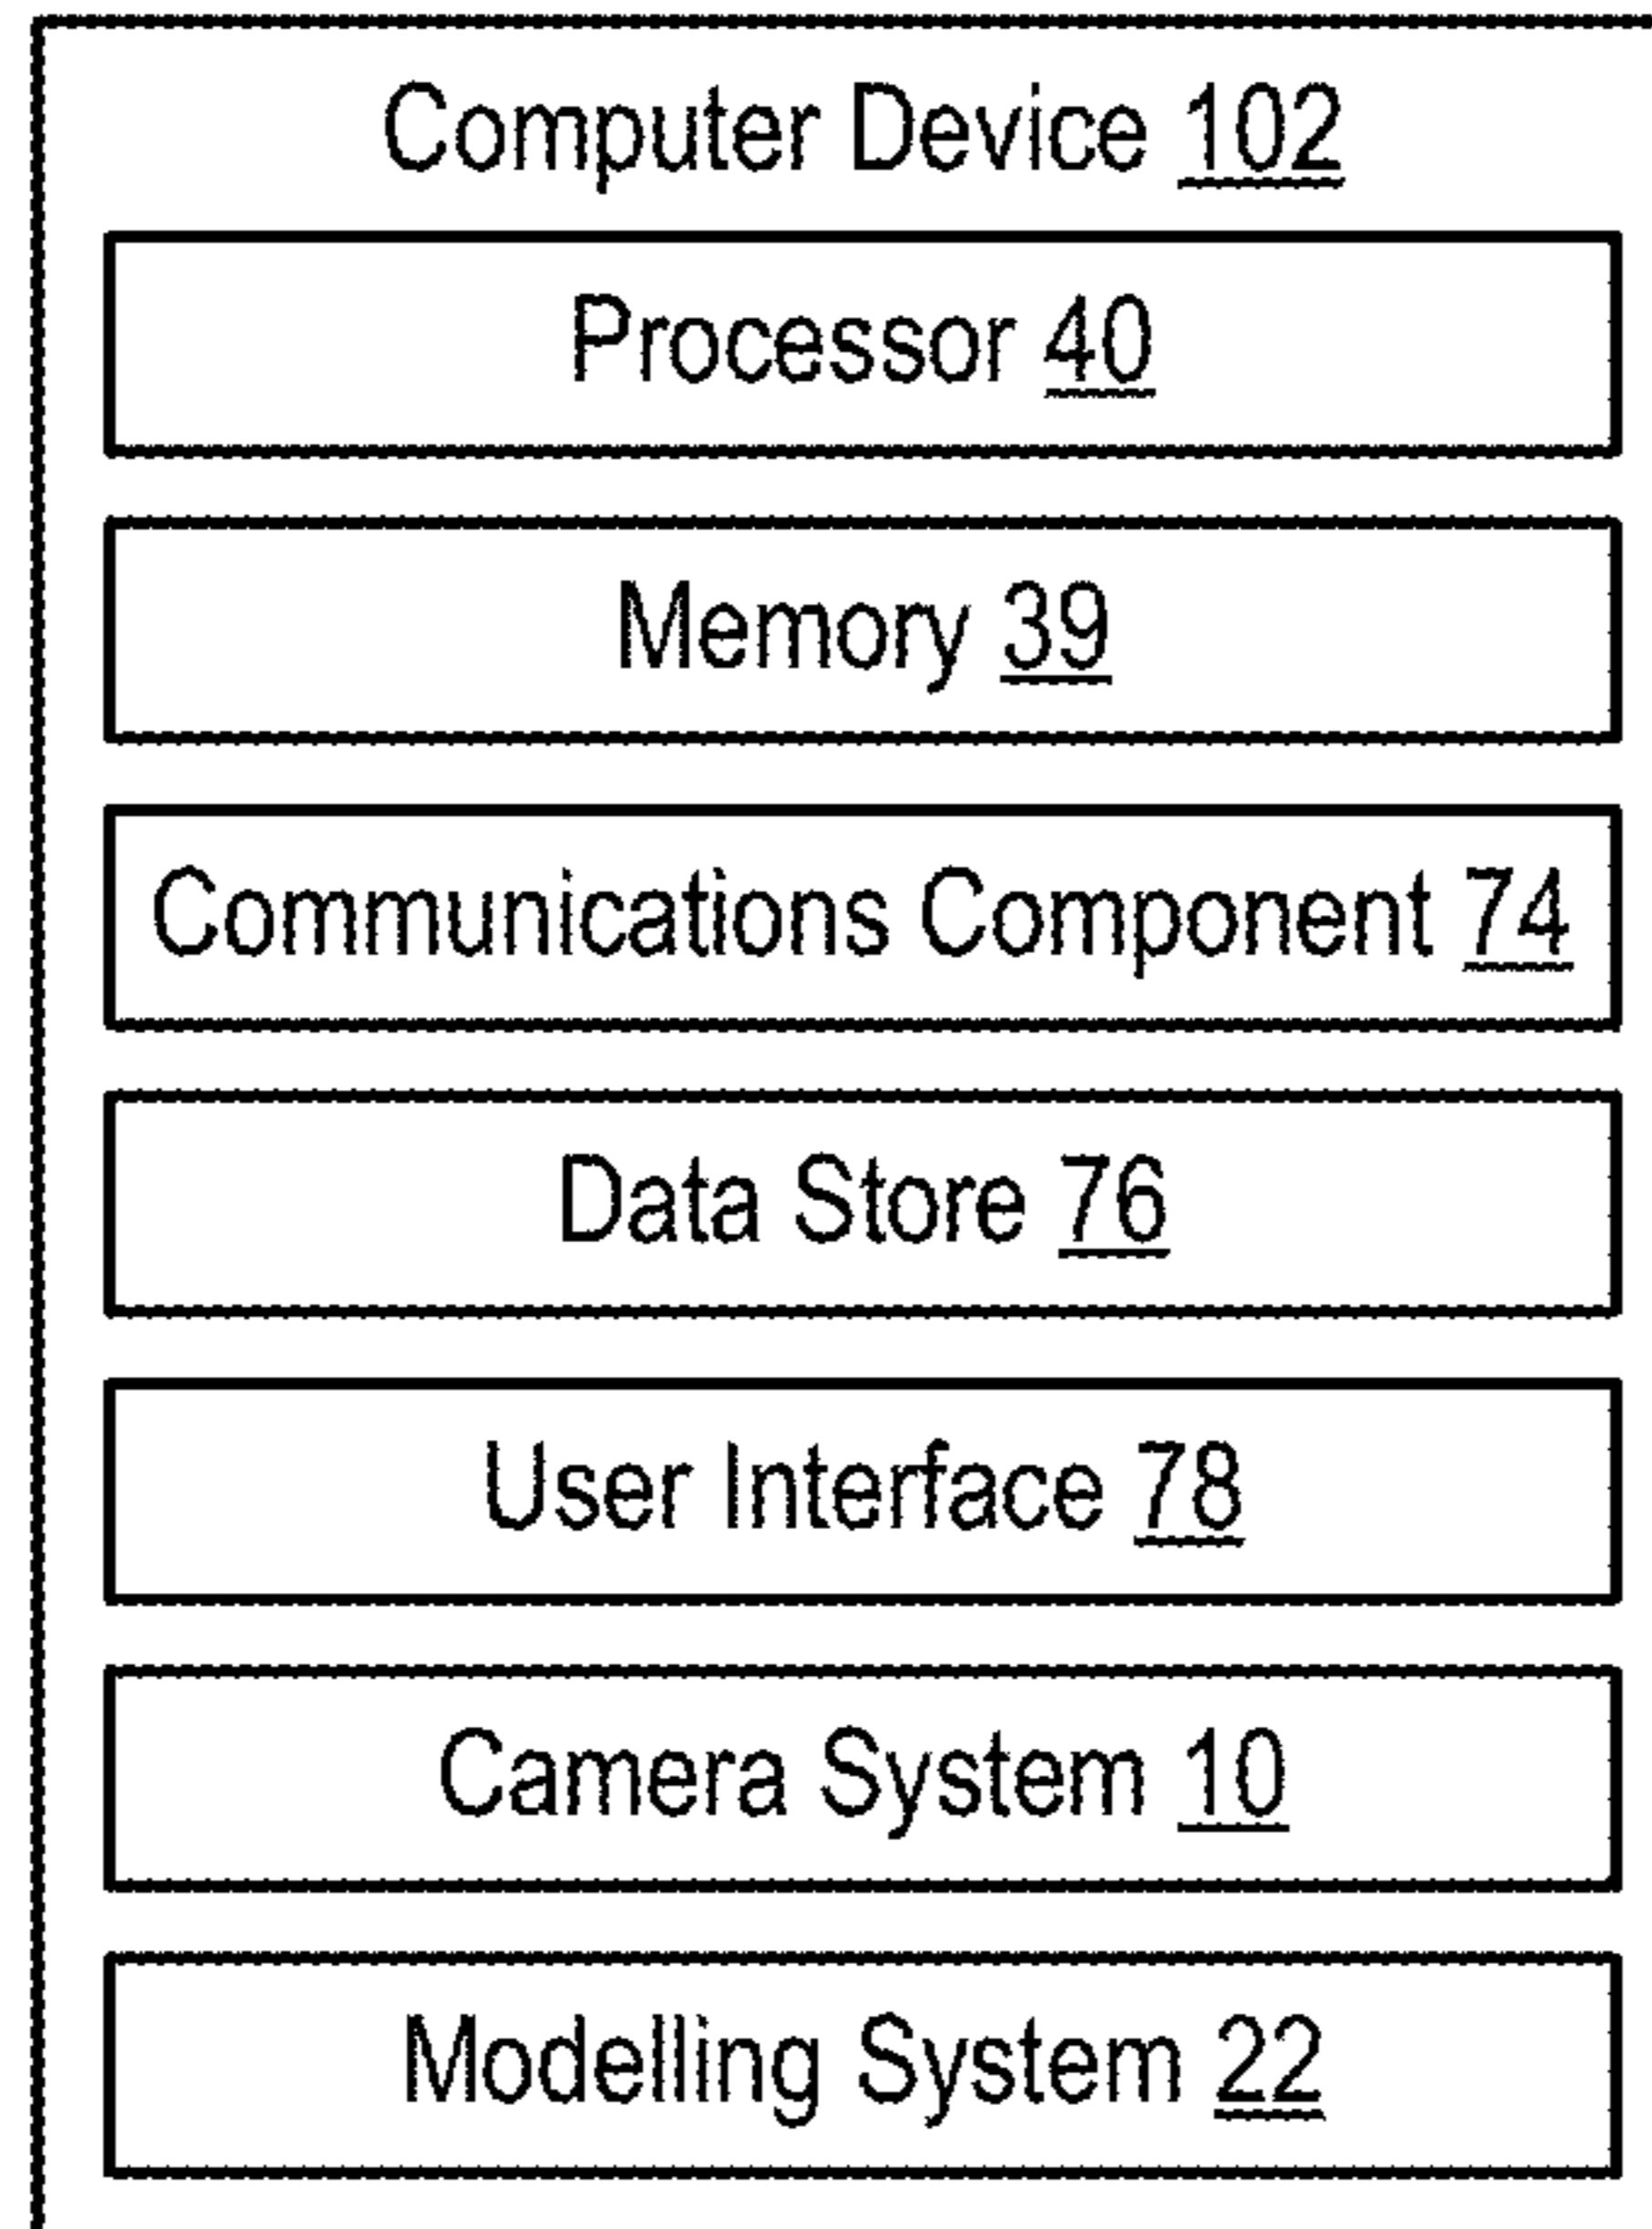 Computer Device 102
Processor 40
Memory 39
Communications Component 74
Data Store 76
User Interface 78
Camera System 10
Modelling System 22